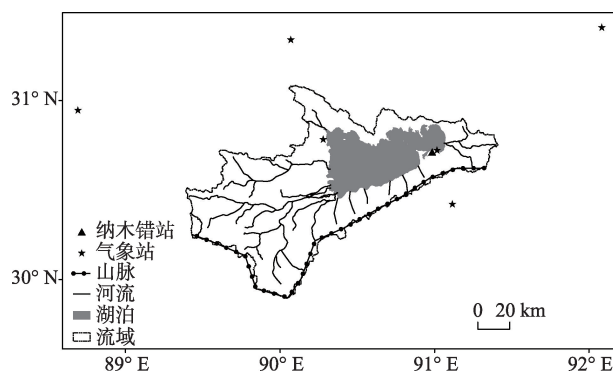 31° N
30° N
纳木错站
气象站
山脉
河流
湖泊
流域
0 20 km
89° E
90° E
91° E
92° E